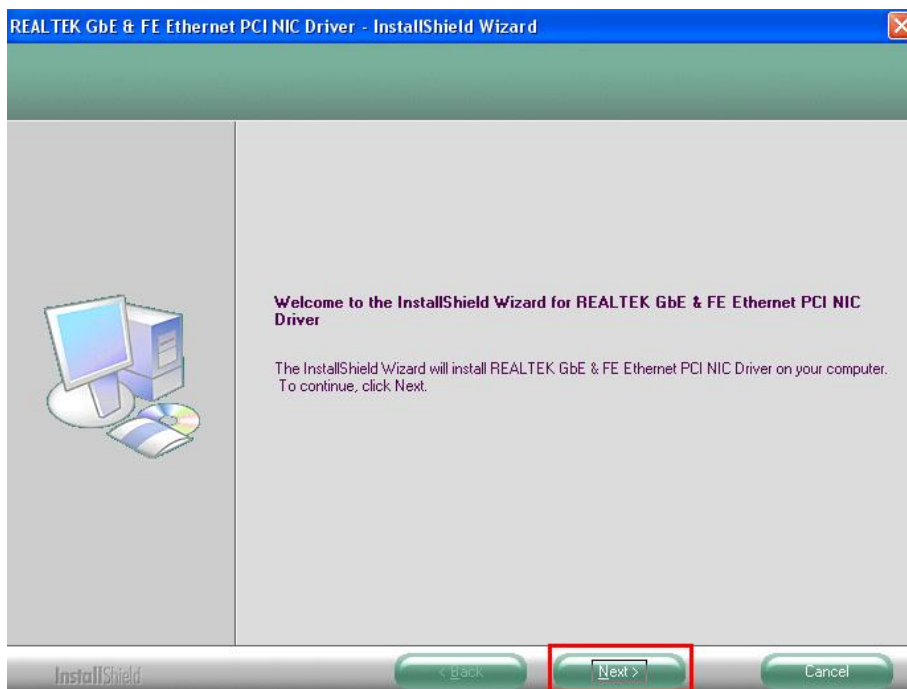 REALTEK GbE & FE Ethernet PCI NIC Driver - InstallShield Wizard
Welcome to the InstallShield Wizard for REALTEK GbE & FE Ethernet PCI NIC
Driver
The InstallShield Wizard will install REALTEK GbE & FE Ethernet PCI NIC Driver on your computer.
To continue, click Next.
InstallShield
< Back
Next >
Cancel